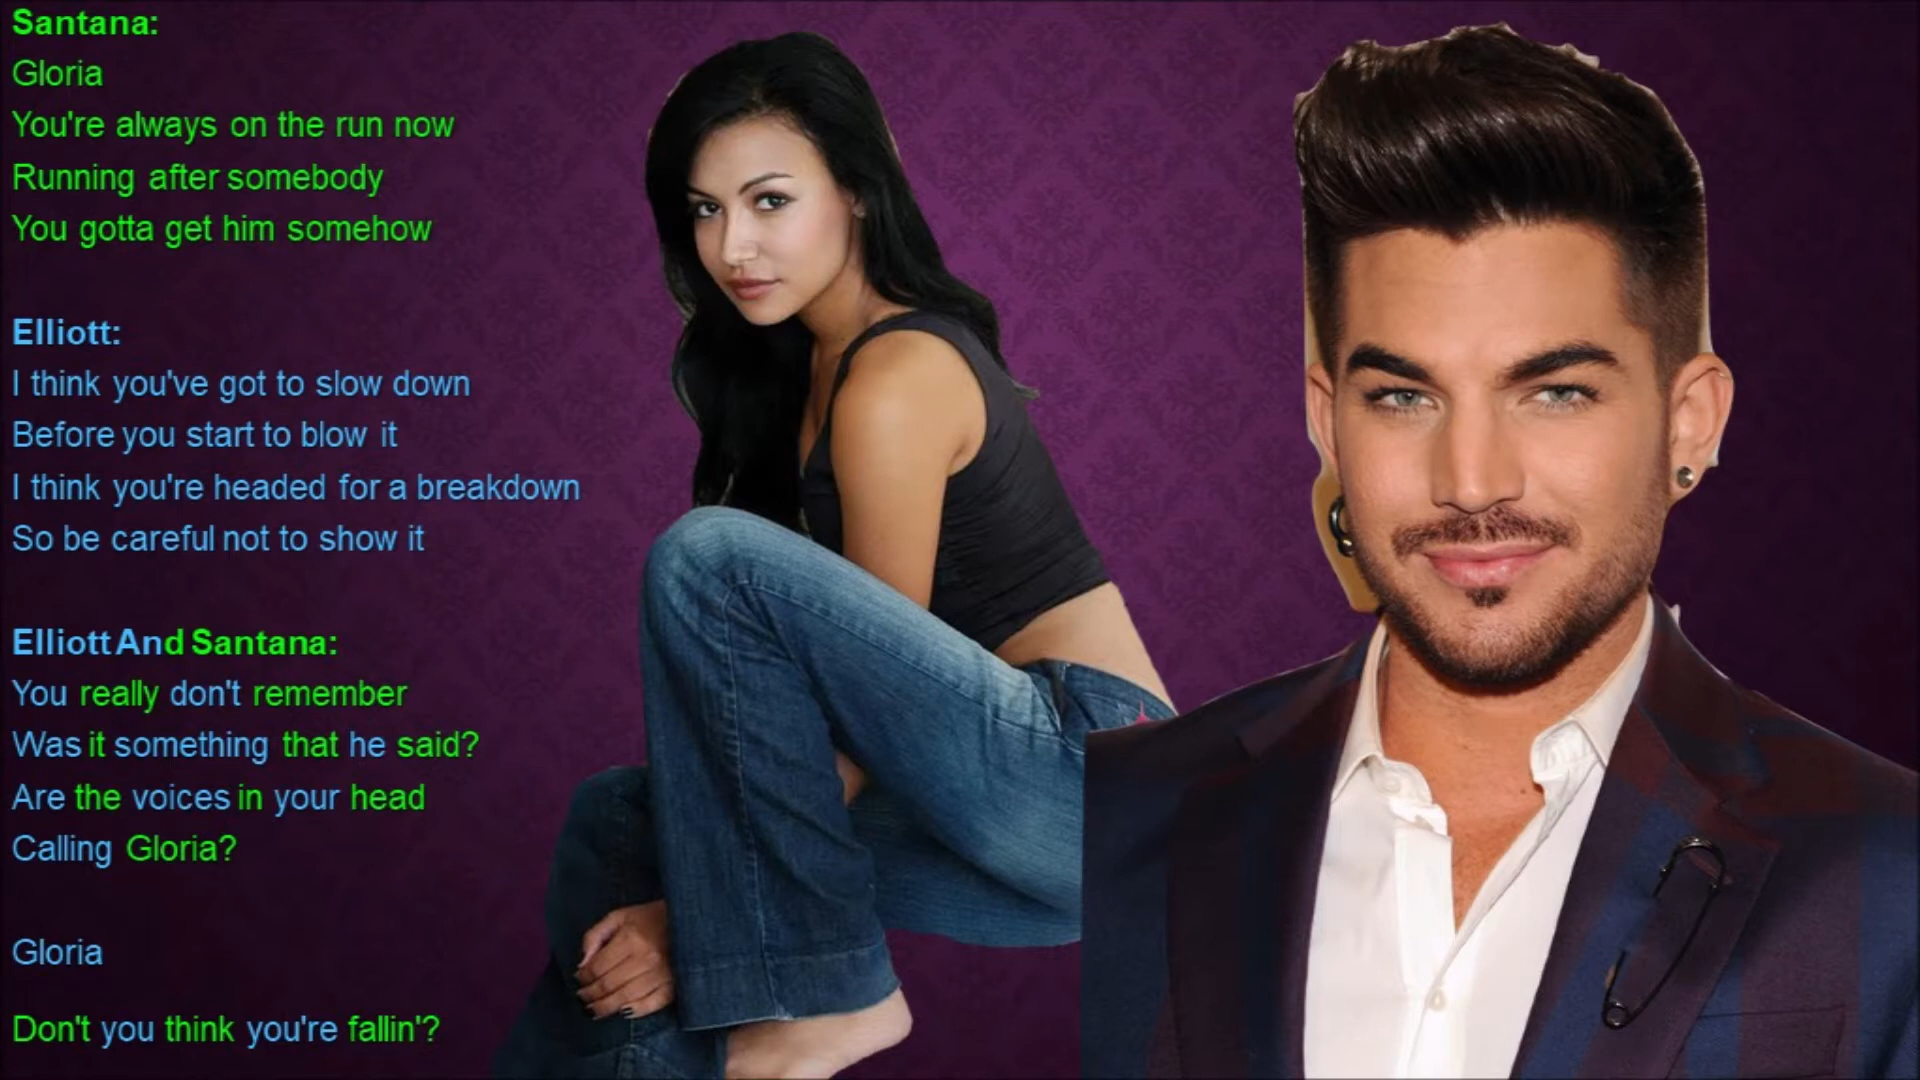 Santana:
Gloria
You're always on the run now
Running after somebody
You gotta get him somehow
Elliott:
I think you've got to slow down
Before you start to blow it
I think you're headed for a breakdown
So be careful not to show it
Elliott And Santana:
You really don't remember
Was it something that he said?
Are the voices in your head
Calling Gloria?
Gloria
Don't you think you're fallin'?